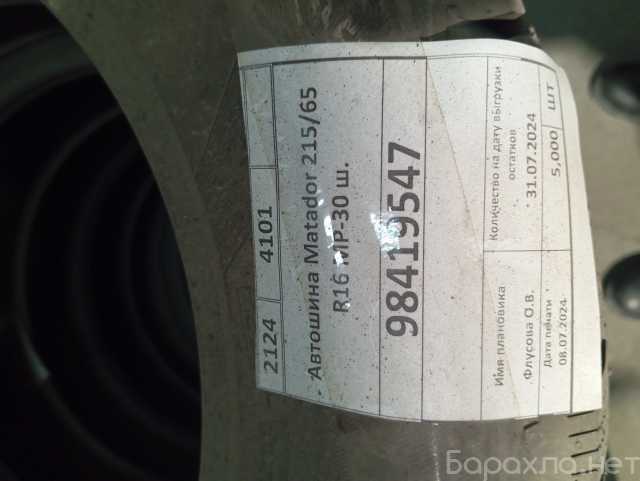 2124 4101
Автошина Matador 215/65
R16 MP-30 ш.
98419547
Имя плановика
Количество на дату выгрузки
остатков
Флусова О.В.
31.07.2024
Дата печати
5,000 шт
08.07.2024.
Барахла.нет